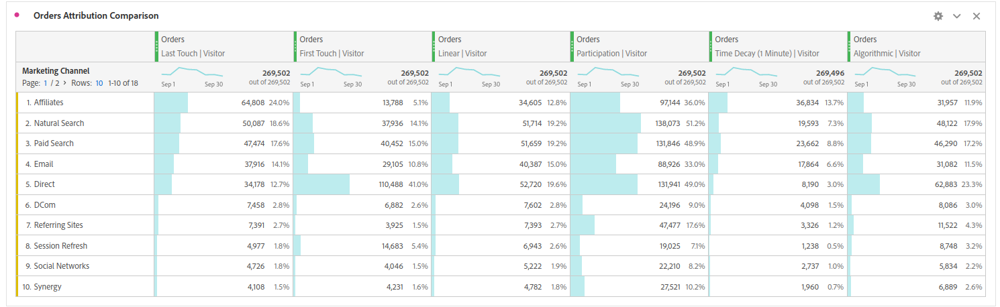 Orders Attribution Comparison
Orders Orders Orders Orders Orders Orders
Last Touch | Visitor First Touch | Visitor Linear | Visitor Participation | Visitor Time Decay (1 Minute) | Visitor Algorithmic | Visitor
Marketing Channel 269,502 269,502 269,502 269,502 269,496 269,502
Page: 1 / 2 > Rows: 10 1-10 of 18 Sep 1 Sep 30 out of 269,502 Sep 1 Sep 30 out of 269,502 Sep 1 Sep 30 out of 269,502 Sep 1 Sep 30 out of 269,502 Sep 1 Sep 30 out of 269,502 Sep 1 Sep 30 out of 269,502
1. Affiliates 64,808 24.0% 13,788 5.1% 34,605 12.8% 97,144 36.0% 36,834 13.7% 31,957 11.9%
2. Natural Search 50,087 18.6% 37,936 14.1% 51,714 19.2% 138,073 51.2% 19,593 7.3% 48,122 17.9%
3. Paid Search 47,474 17.6% 40,452 15.0% 51,659 19.2% 131,846 48.9% 23,662 8.8% 46,290 17.2%
4. Email 37,916 14.1% 29,105 10.8% 40,387 15.0% 88,926 33.0% 17,864 6.6% 31,082 11.5%
5. Direct 34,178 12.7% 110,488 41.0% 52,720 19.6% 131,941 49.0% 8,190 3.0% 62,883 23.3%
6. DCom 7,458 2.8% 6,882 2.6% 7,602 2.8% 24,196 9.0% 4,098 1.5% 8,086 3.0%
7. Referring Sites 7,391 2.7% 3,925 1.5% 7,393 2.7% 47,477 17.6% 3,326 1.2% 11,522 4.3%
8. Session Refresh 4,977 1.8% 14,683 5.4% 6,943 2.6% 19,025 7.1% 1,238 0.5% 8,748 3.2%
9. Social Networks 4,726 1.8% 4,046 1.5% 5,222 1.9% 22,210 8.2% 2,737 1.0% 5,834 2.2%
10. Synergy 4,108 1.5% 4,231 1.6% 4,782 1.8% 27,521 10.2% 1,960 0.7% 6,889 2.6%